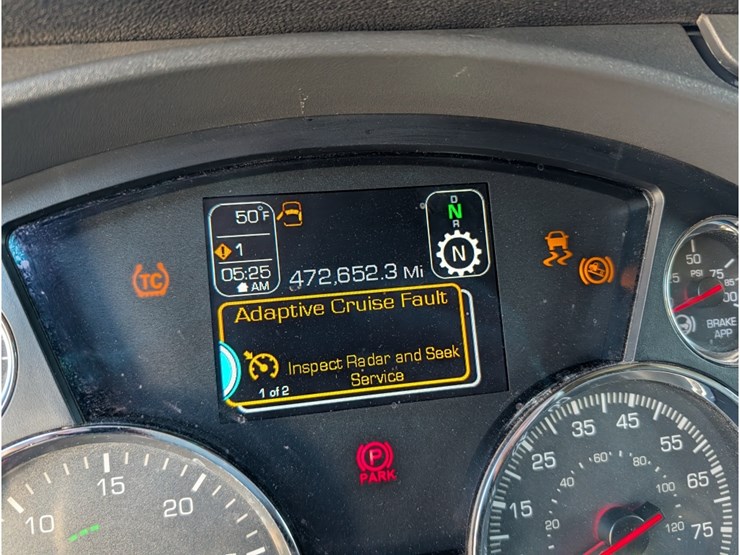 50°F
1
05:25
AM
472,652.3 Mi
D
N
R
N
Adaptive Cruise Fault
Inspect Radar and Seek
Service
1 of 2
TC
P
PARK
50
PSI
75
BRAKE
APP
10
15
20
15
25
35
45
55
65
75
20
40
60
80
100
120